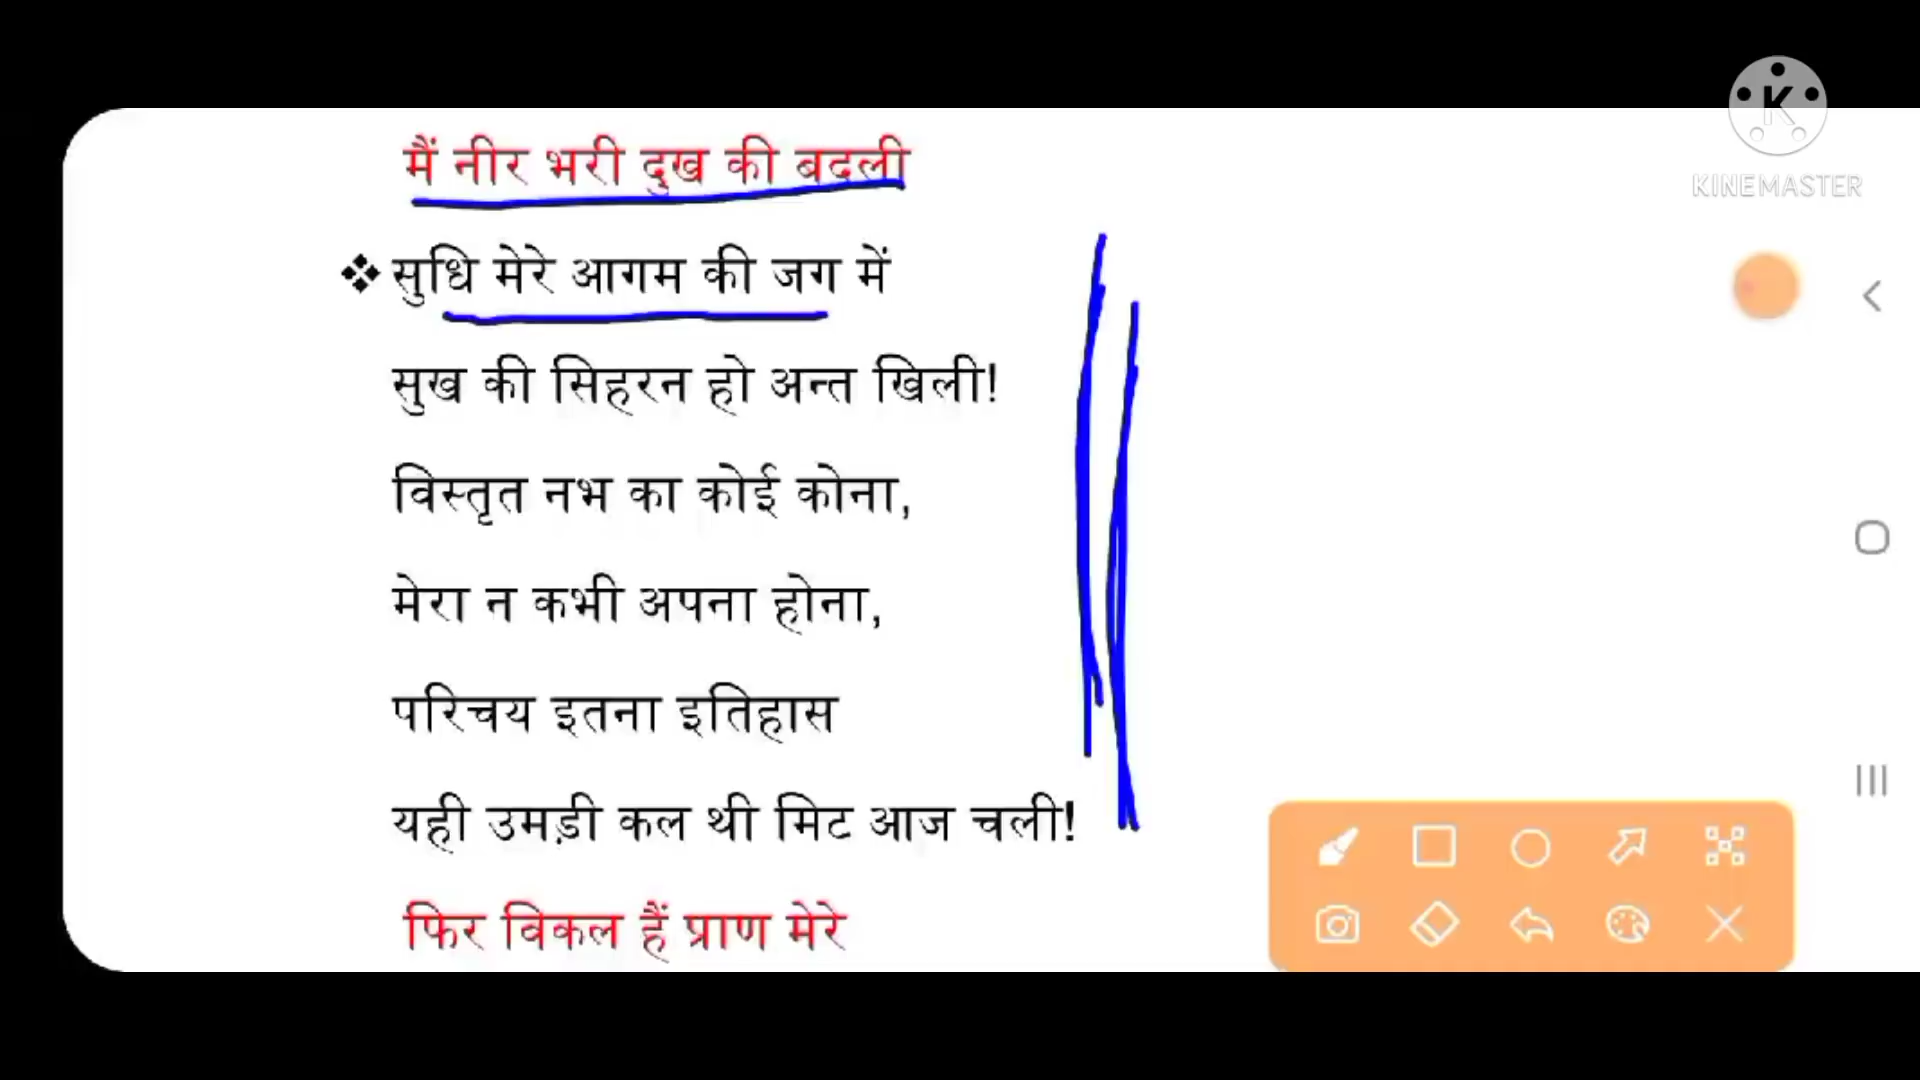 मैं नीर भरी दुख की बदली
सुधि मेरे आगम की जग में
सुख की सिहरन हो अन्त खिली!
विस्तृत नभ का कोई कोना,
मेरा न कभी अपना होना,
परिचय इतना इतिहास
यही उमड़ी कल थी मिट आज चली!
फिर विकल हैं प्राण मेरे
K
KINEMASTER